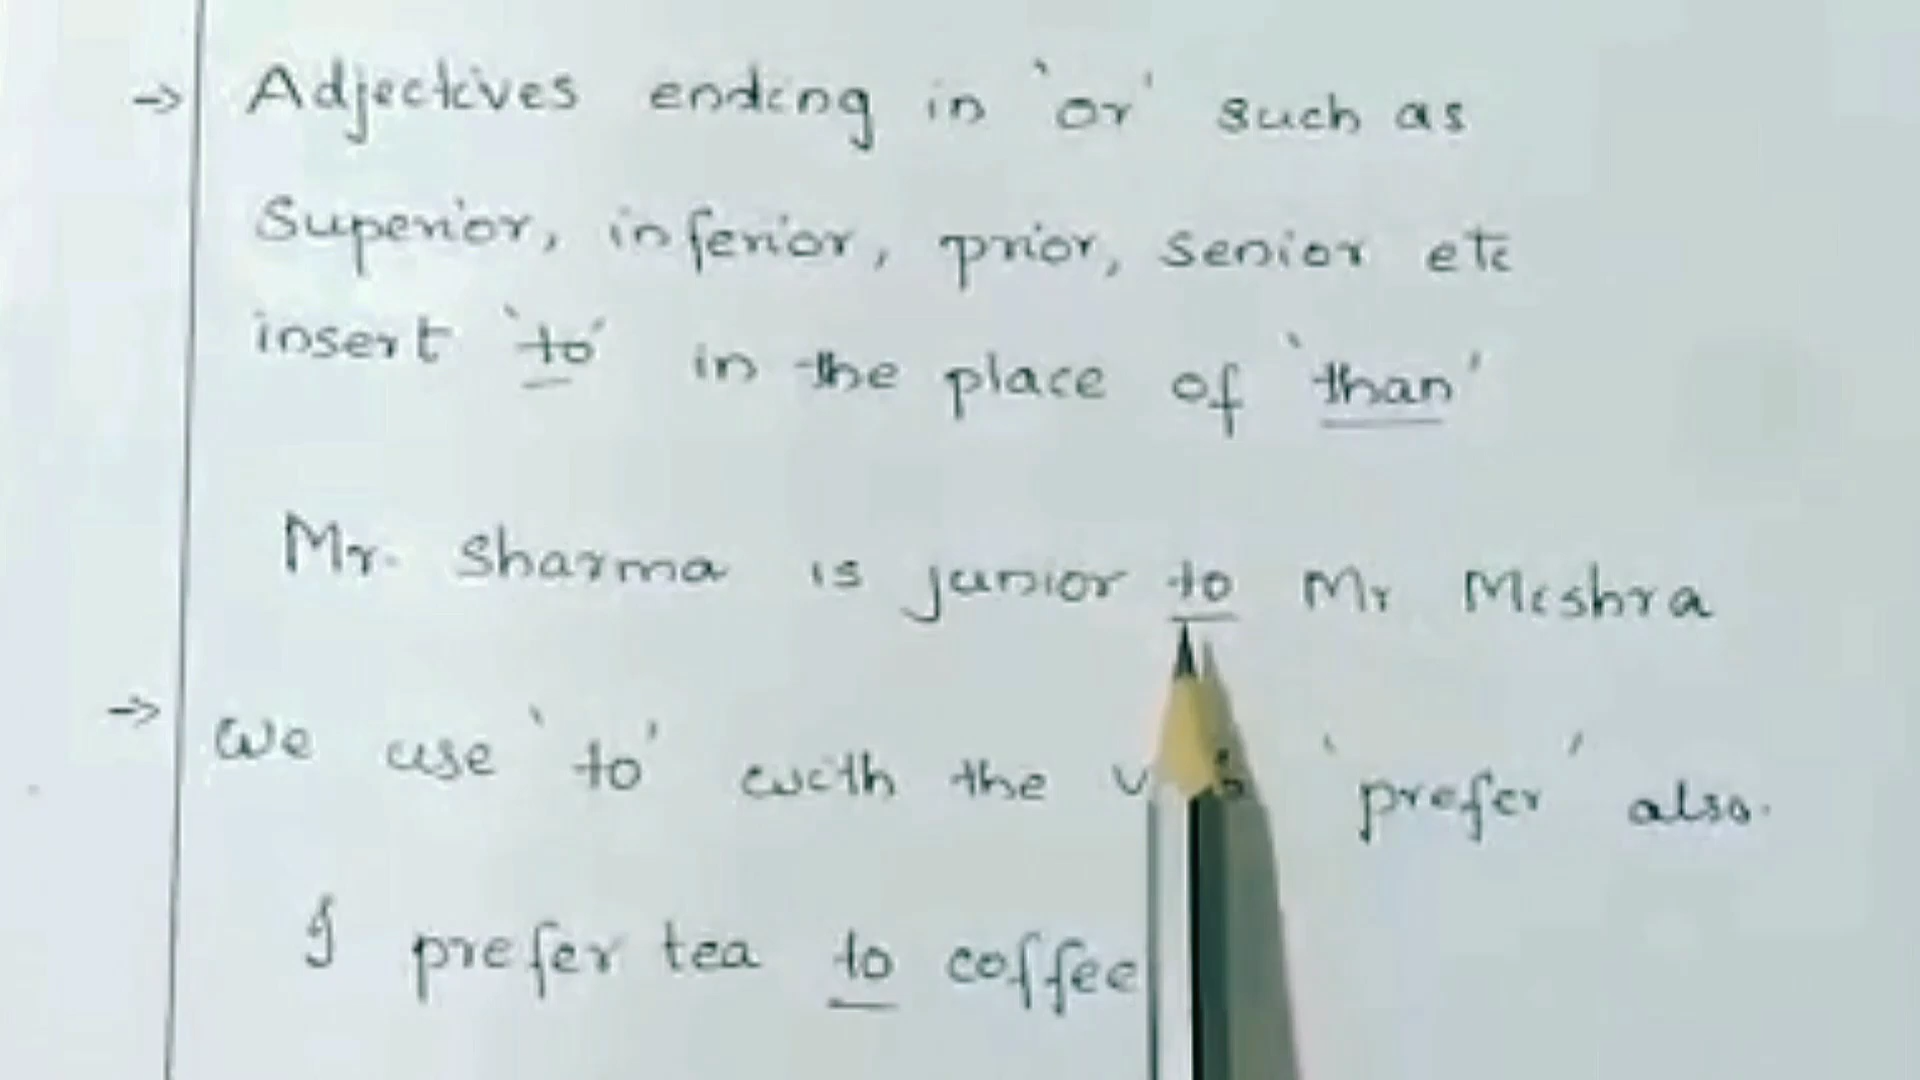 → Adjectives ending in 'or' such as
Superior, inferior, prior, senior etc
insert 'to' in the place of 'than'
Mr. Sharma is junior to Mr Mishra
→ We use 'to' with the 'prefer' also.
I prefer tea to coffee